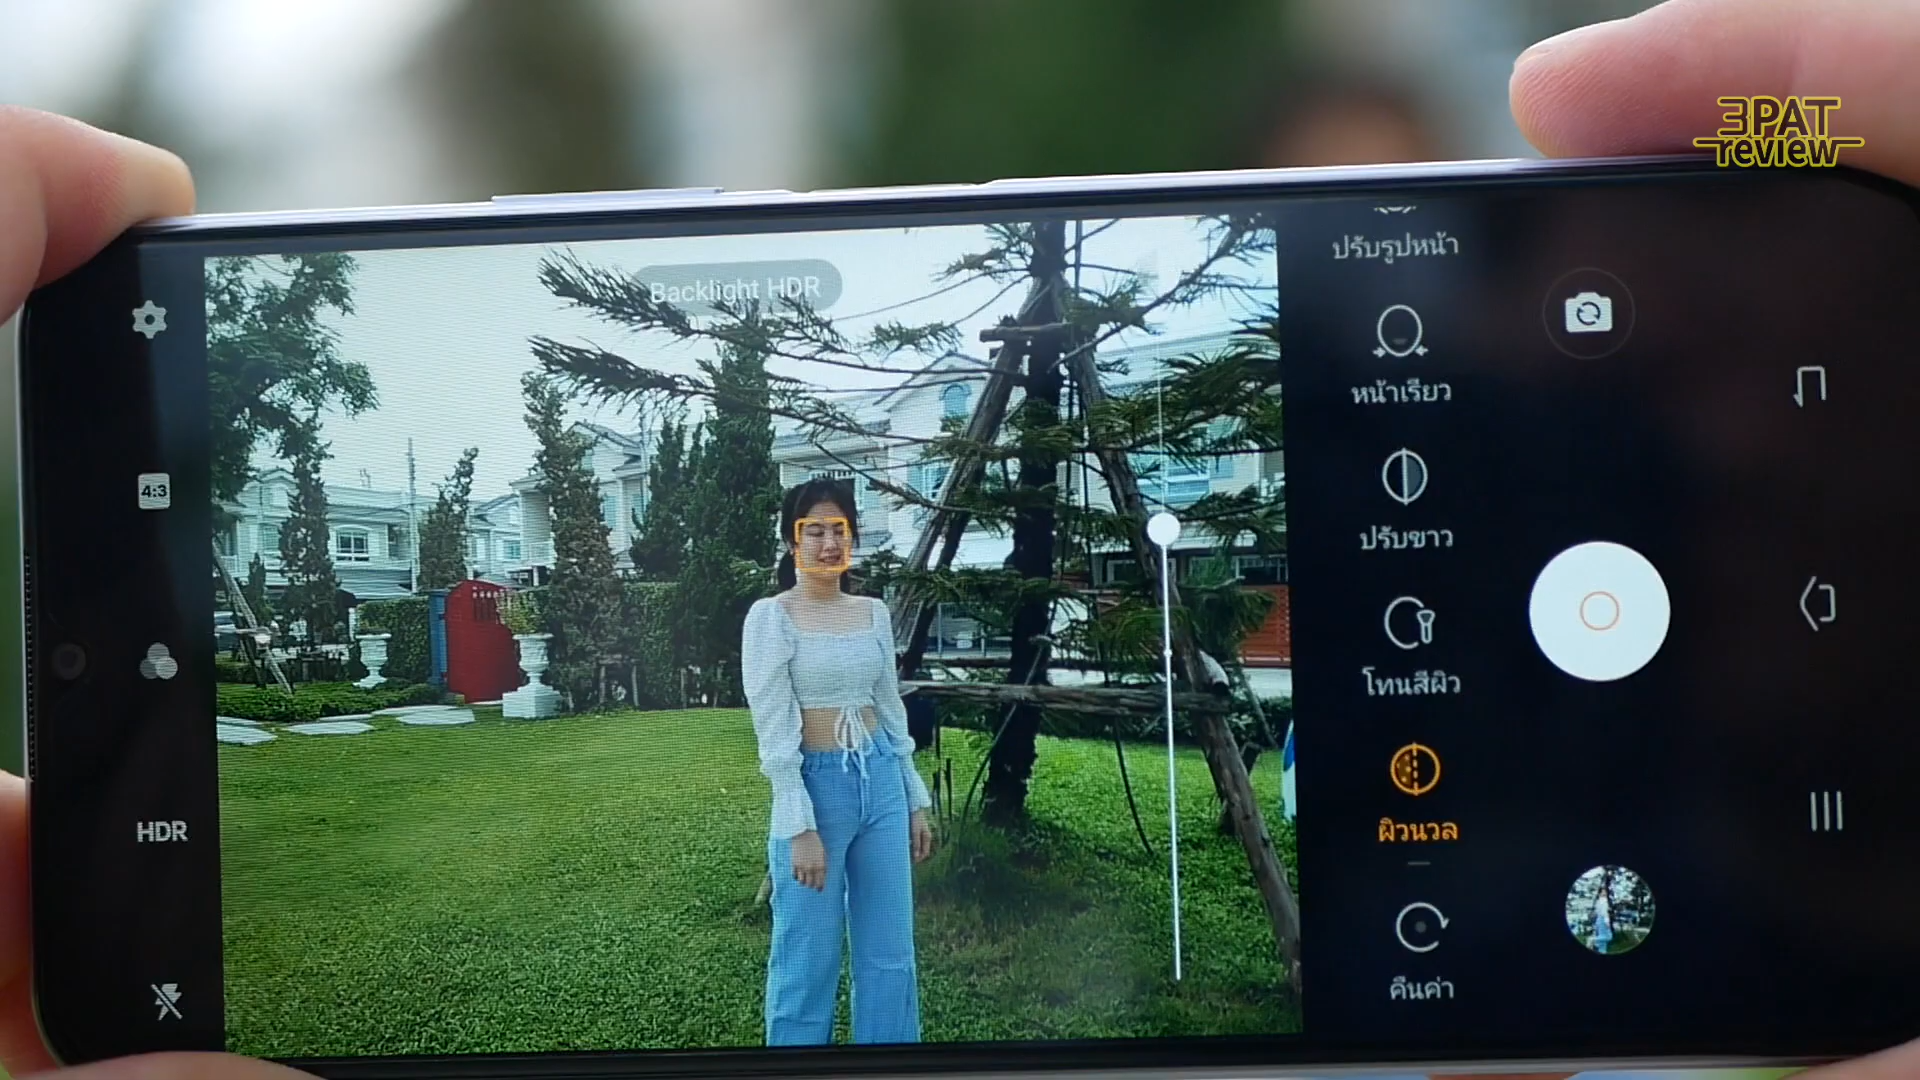 3PAT
review
Backlight HDR
4:3
HDR
ปรับรูปหน้า
หน้าเรียว
ปรับขาว
โทนสีผิว
ผิวนวล
คืนค่า